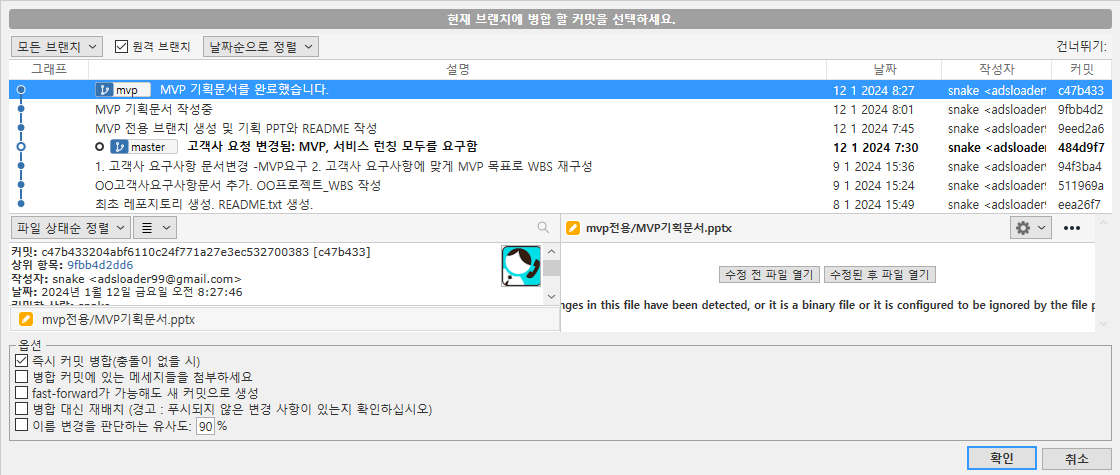 현재 브랜치에 병합 할 커밋을 선택하세요.
모든 브랜치 원격 브랜치 날짜순으로 정렬 건너뛰기:
그래프 설명 날짜 작성자 커밋
mvp MVP 기획문서를 완료했습니다. 12 1 2024 8:27 snake <adsloader9 c47b433
MVP 기획문서 작성중 12 1 2024 8:01 snake <adsloader9 9fbb4d2
MVP 전용 브랜치 생성 및 기획 PPT와 README 작성 12 1 2024 7:45 snake <adsloader9 9eed2a6
master 고객사 요청 변경됨: MVP, 서비스 런칭 모두를 요구함 12 1 2024 7:30 snake <adsloader 484d9f7
1. 고객사 요구사항 문서변경 -MVP요구 2. 고객사 요구사항에 맞게 MVP 목표로 WBS 재구성 9 1 2024 15:36 snake <adsloader9 94f3ba4
OO고객사요구사항문서 추가. OO프로젝트_WBS 작성 9 1 2024 15:24 snake <adsloader9 511969a
최초 레포지토리 생성. README.txt 생성. 8 1 2024 15:49 snake <adsloader9 eea26f7
파일 상태순 정렬 mvp전용/MVP기획문서.pptx
커밋: c47b433204abf6110c24f771a27e3ec532700383 [c47b433]
상위 항목: 9fbb4d2dd6
작성자: snake <adsloader99@gmail.com>
날짜: 2024년 1월 12일 금요일 오전 8:27:46
커밋한 사람: snake
수정 전 파일 열기 수정된 후 파일 열기
nges in this file have been detected, or it is a binary file or it is configured to be ignored by the file p
mvp전용/MVP기획문서.pptx
옵션
즉시 커밋 병합(충돌이 없을 시)
병합 커밋에 있는 메세지들을 첨부하세요
fast-forward가 가능해도 새 커밋으로 생성
병합 대신 재배치 (경고 : 푸시되지 않은 변경 사항이 있는지 확인하십시오)
이름 변경을 판단하는 유사도: 90 %
확인 취소